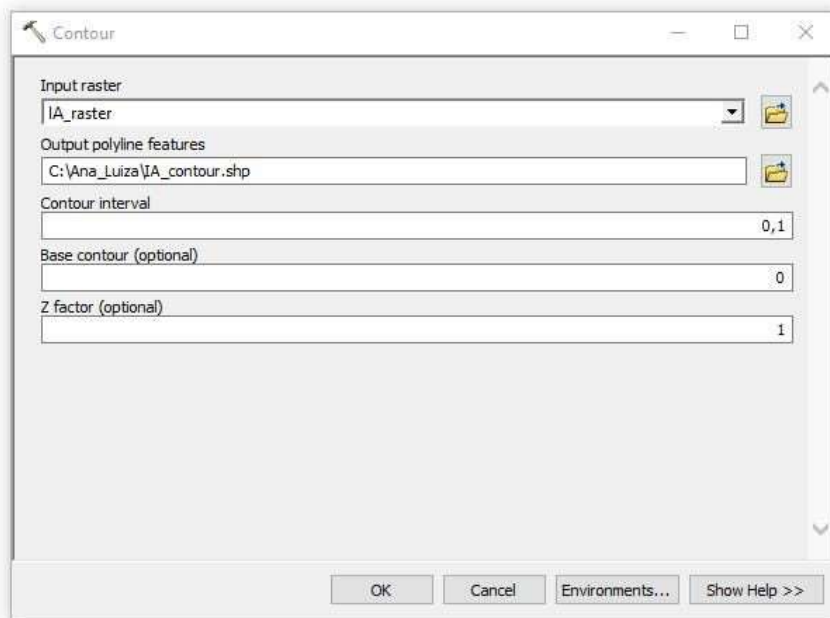 Contour
Input raster
IA_raster
Output polyline features
C:\Ana_Luiza\IA_contour.shp
Contour interval
0,1
Base contour (optional)
0
Z factor (optional)
1
OK Cancel Environments... Show Help >>